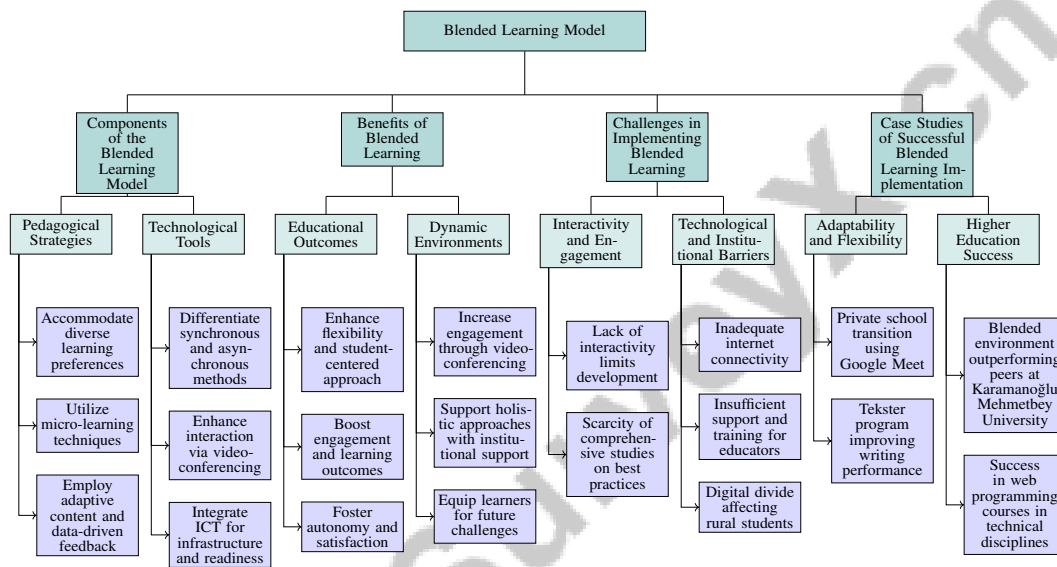 Blended Learning Model
Components
of the
Blended
Learning
Model
Benefits of
Blended
Learning
Challenges in
Implementing
Blended
Learning
Case Studies
of Successful
Blended
Learning Im-
plementation
Pedagogical
Strategies
Technological
Tools
Educational
Outcomes
Dynamic
Environments
Interactivity
and En-
gagement
Technological
and Institu-
tional Barriers
Adaptability
and Flexibility
Higher
Education
Success
Accommodate
diverse
learning
preferences
Utilize
micro-learning
techniques
Employ
adaptive
content and
data-driven
feedback
Differentiate
synchronous
and asyn-
chronous
methods
Enhance
interaction
via video-
conferencing
Integrate
ICT for
infrastructure
and readiness
Enhance
flexibility
and student-
centered
approach
Boost
engagement
and learning
outcomes
Foster
autonomy and
satisfaction
Increase
engagement
through video-
conferencing
Support holis-
tic approaches
with institu-
tional support
Equip learners
for future
challenges
Lack of
interactivity
limits
development
Scarcity of
comprehen-
sive studies
on best
practices
Inadequate
internet
connectivity
Insufficient
support and
training for
educators
Digital divide
affecting
rural students
Private school
transition
using
Google Meet
Tekster
program
improving
writing
performance
Blended
environment
outperforming
peers at
Karamanoğlu
Mehmetbey
University
Success
in web
programming
courses in
technical
disciplines
Surveyx.cn